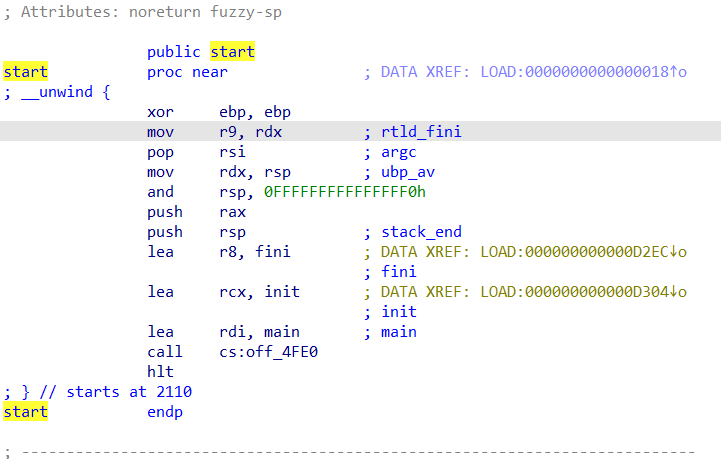 ; Attributes: noreturn fuzzy-sp
public start
start proc near ; DATA XREF: LOAD:0000000000000018↑o
; __unwind {
xor ebp, ebp
mov r9, rdx ; rtld_fini
pop rsi ; argc
mov rdx, rsp ; ubp_av
and rsp, 0FFFFFFFFFFFFFFF0h
push rax
push rsp ; stack_end
lea r8, fini ; DATA XREF: LOAD:000000000000D2EC↓o
; fini
lea rcx, init ; DATA XREF: LOAD:000000000000D304↓o
; init
lea rdi, main ; main
call cs:off_4FE0
hlt
; } // starts at 2110
start endp
; ---------------------------------------------------------------------------